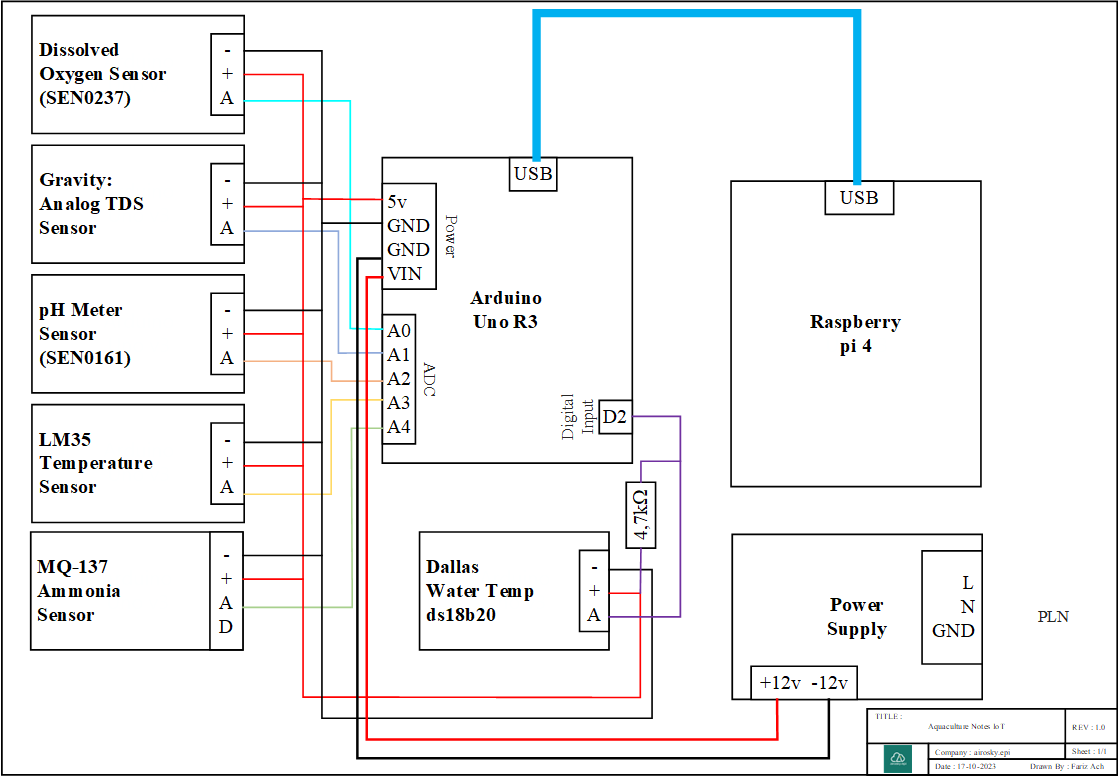 Dissolved
Oxygen Sensor
(SEN0237)
-
+
A
Gravity:
Analog TDS
Sensor
-
+
A
pH Meter
Sensor
(SEN0161)
-
+
A
LM35
Temperature
Sensor
-
+
A
MQ-137
Ammonia
Sensor
-
+
A
D
USB
5v
GND
GND
VIN
Power
Arduino
Uno R3
A0
A1
A2
A3
A4
ADC
Digital
Input
D2
4,7kΩ
Dallas
Water Temp
ds18b20
-
+
A
USB
Raspberry
pi 4
Power
Supply
L
N
GND
PLN
+12v -12v
TITLE :
Aquaculture Notes IoT
REV : 1.0
Company : airosky.epi
Sheet : 1/1
Date : 17-10-2023
Drawn By : Fariz Ach